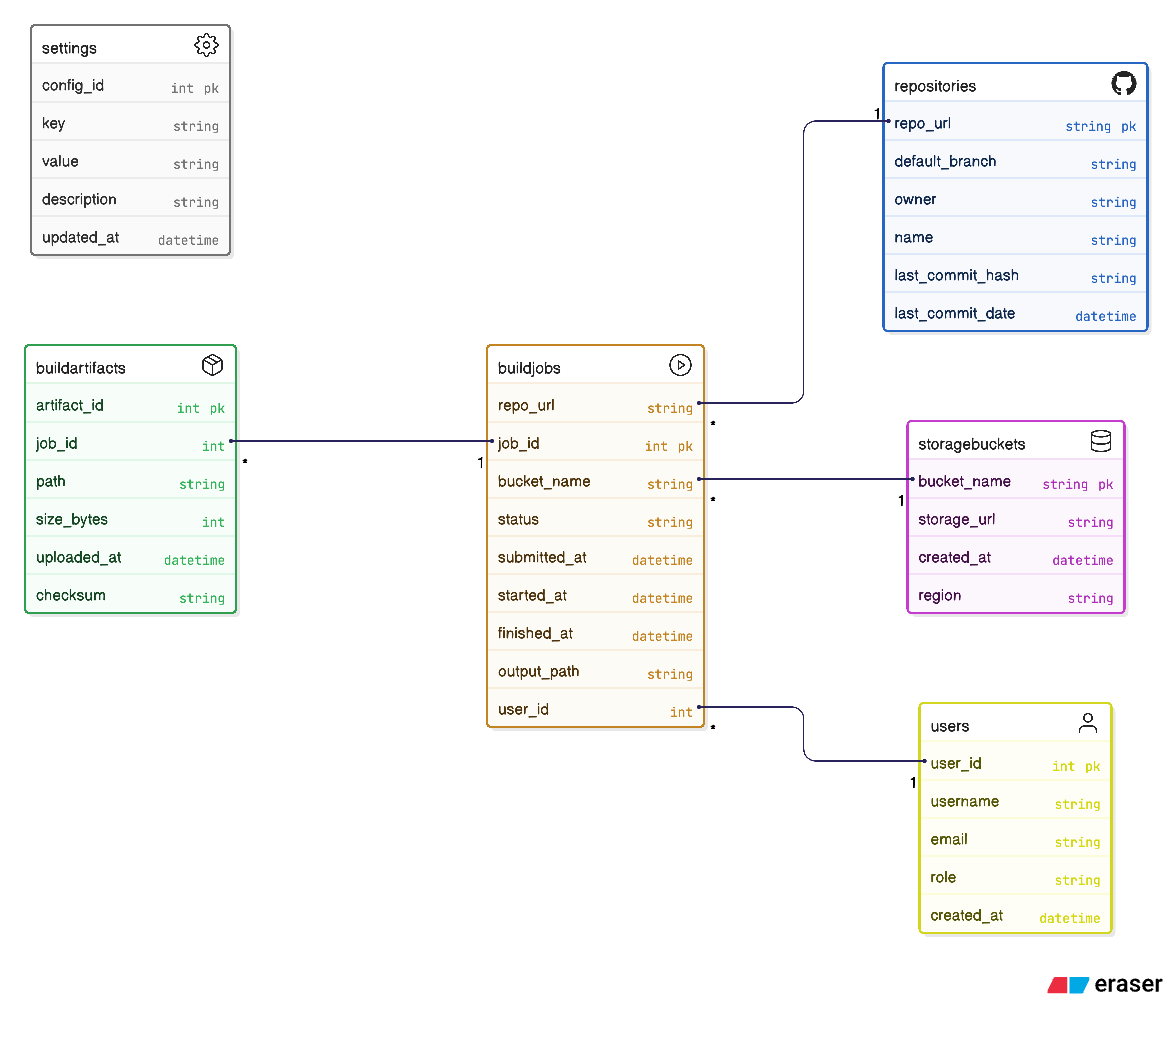 settings
config_id int pk
key string
value string
description string
updated_at datetime
repositories
1
repo_url string pk
default_branch string
owner string
name string
last_commit_hash string
last_commit_date datetime
buildartifacts
artifact_id int pk
job_id int
*
path string
size_bytes int
uploaded_at datetime
checksum string
buildjobs
repo_url string
*
job_id int pk
1
bucket_name string
*
status string
submitted_at datetime
started_at datetime
finished_at datetime
output_path string
user_id int
*
storagebuckets
bucket_name string pk
1
storage_url string
created_at datetime
region string
users
user_id int pk
1
username string
email string
role string
created_at datetime
eraser